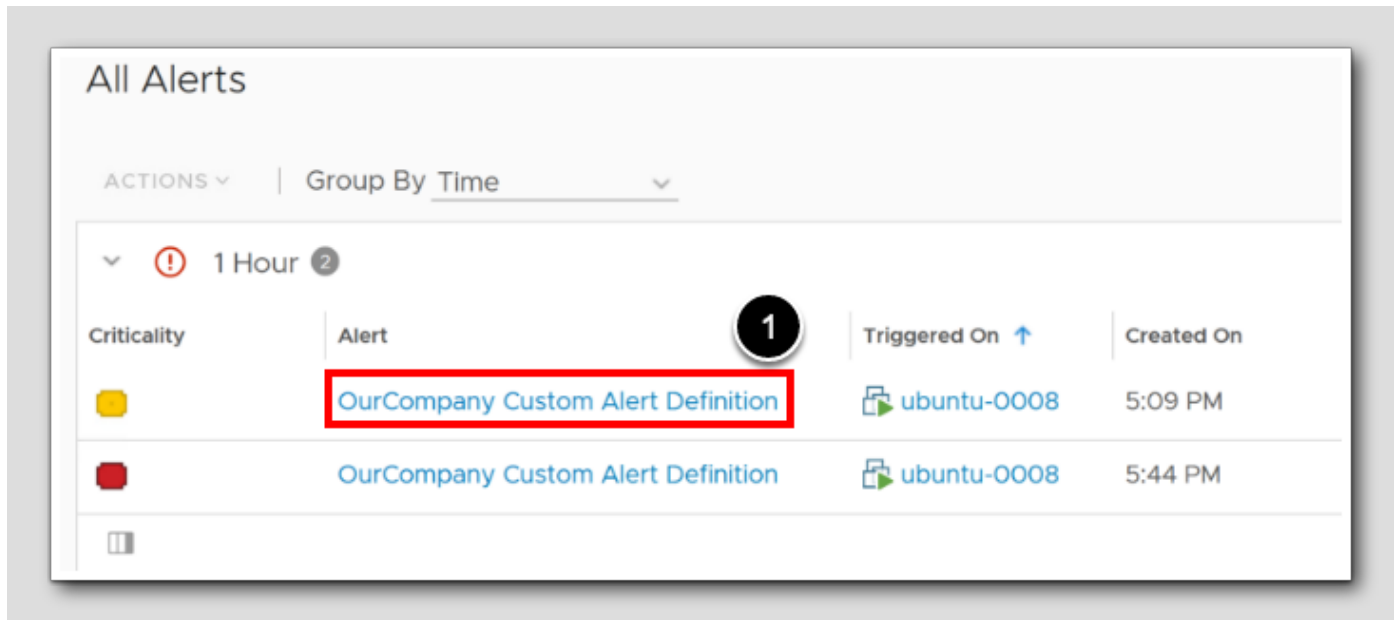 All Alerts
ACTIONS | Group By Time
1 Hour 2
1
Criticality Alert Triggered On ↑ Created On
OurCompany Custom Alert Definition ubuntu-0008 5:09 PM
OurCompany Custom Alert Definition ubuntu-0008 5:44 PM